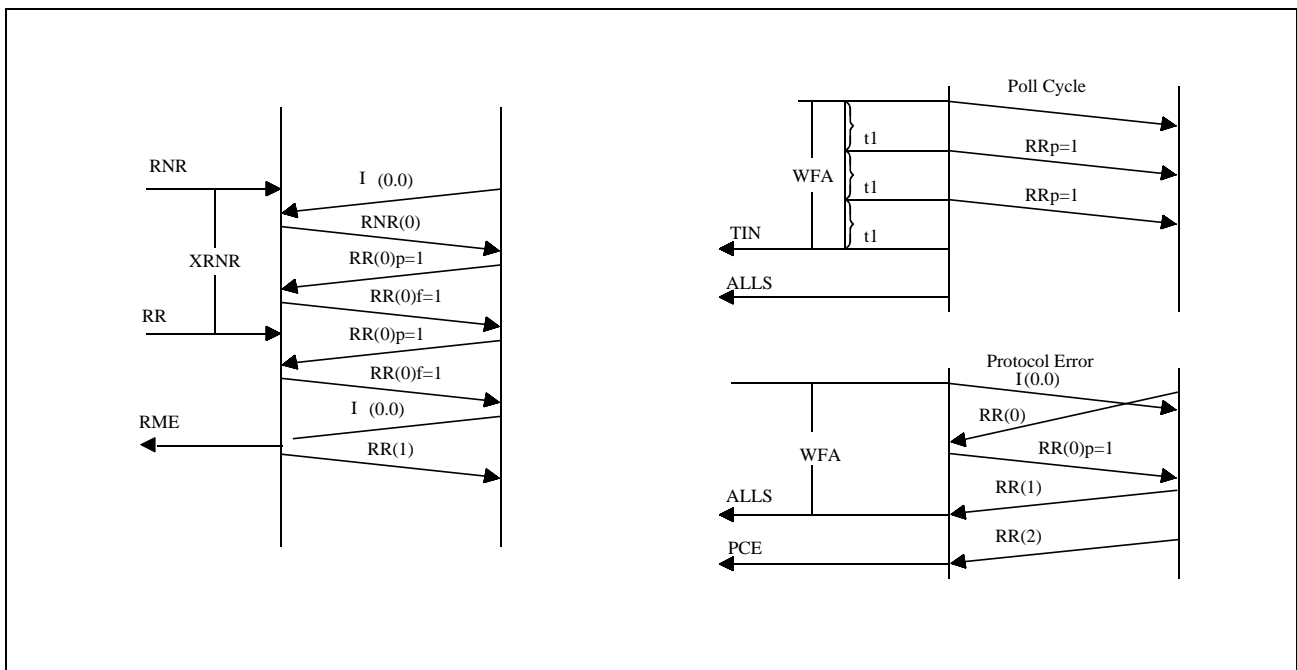 RNR
I (0.0)
RNR(0)
XRNR
RR(0)p=1
RR(0)f=1
RR
RR(0)p=1
RR(0)f=1
I (0.0)
RME
RR(1)
Poll Cycle
t1
RRp=1
WFA
t1
RRp=1
t1
TIN
ALLS
Protocol Error
I(0.0)
RR(0)
RR(0)p=1
WFA
RR(1)
ALLS
RR(2)
PCE